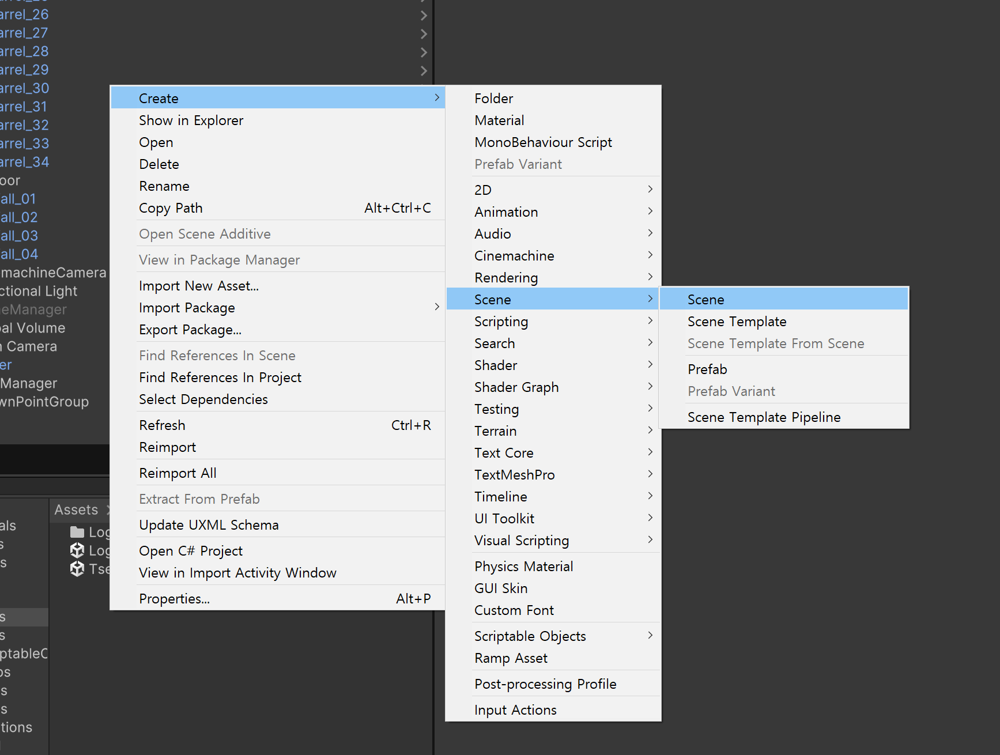 arrel_26
arrel_27
arrel_28
arrel_29
arrel_30
arrel_31
arrel_32
arrel_33
arrel_34
oor
all_01
all_02
all_03
all_04
machineCamera
ctional Light
eManager
al Volume
Camera
er
Manager
wnPointGroup
Create
Show in Explorer
Open
Delete
Rename
Copy Path Alt+Ctrl+C
Open Scene Additive
View in Package Manager
Import New Asset...
Import Package
Export Package...
Find References In Scene
Find References In Project
Select Dependencies
Refresh Ctrl+R
Reimport
Reimport All
Extract From Prefab
Update UXML Schema
Open C# Project
View in Import Activity Window
Properties... Alt+P
Folder
Material
MonoBehaviour Script
Prefab Variant
2D
Animation
Audio
Cinemachine
Rendering
Scene
Scripting
Search
Shader
Shader Graph
Testing
Terrain
Text Core
TextMeshPro
Timeline
UI Toolkit
Visual Scripting
Physics Material
GUI Skin
Custom Font
Scriptable Objects
Ramp Asset
Post-processing Profile
Input Actions
Scene
Scene Template
Scene Template From Scene
Prefab
Prefab Variant
Scene Template Pipeline
als
s
s
s
s
ptableO
os
s
s
tions
Assets
Log
Log
Tse